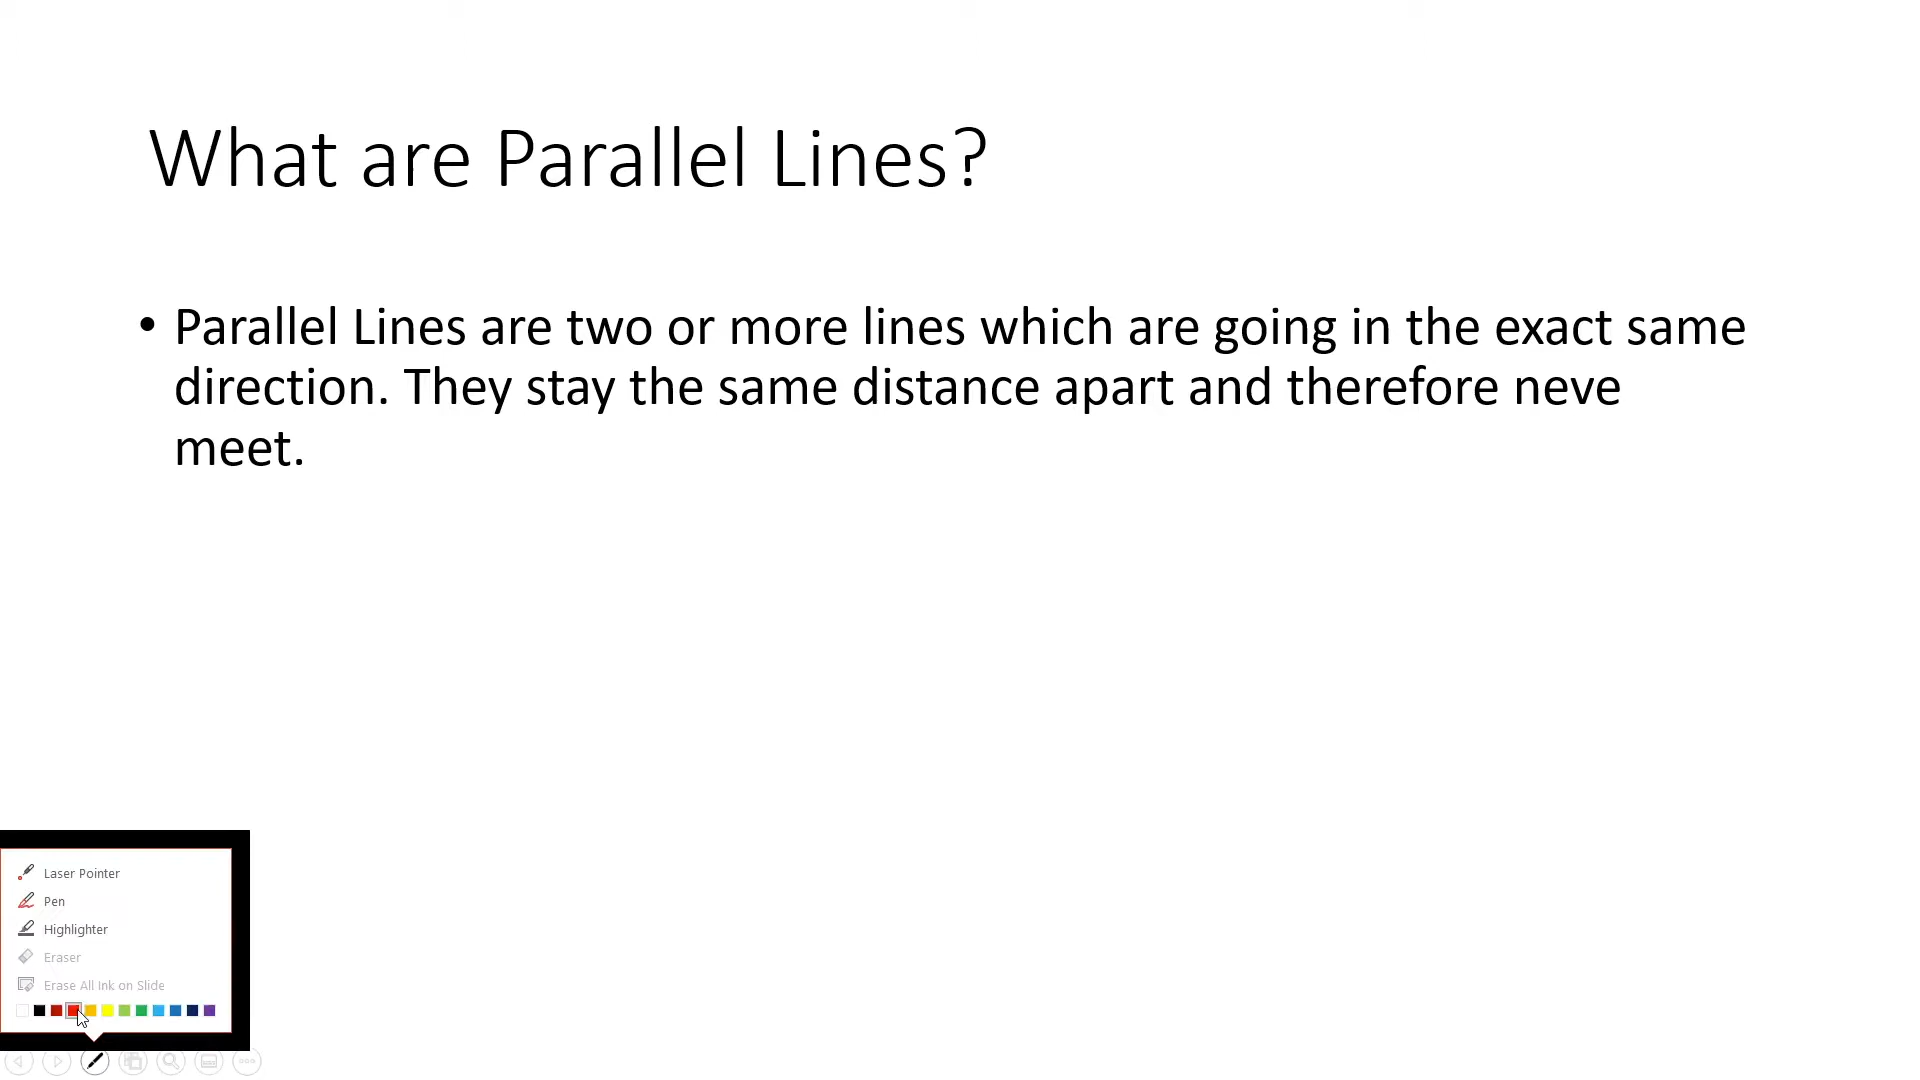 What are Parallel Lines?
• Parallel Lines are two or more lines which are going in the exact same
direction. They stay the same distance apart and therefore neve
meet.
Laser Pointer
Pen
Highlighter
Eraser
Erase All Ink on Slide